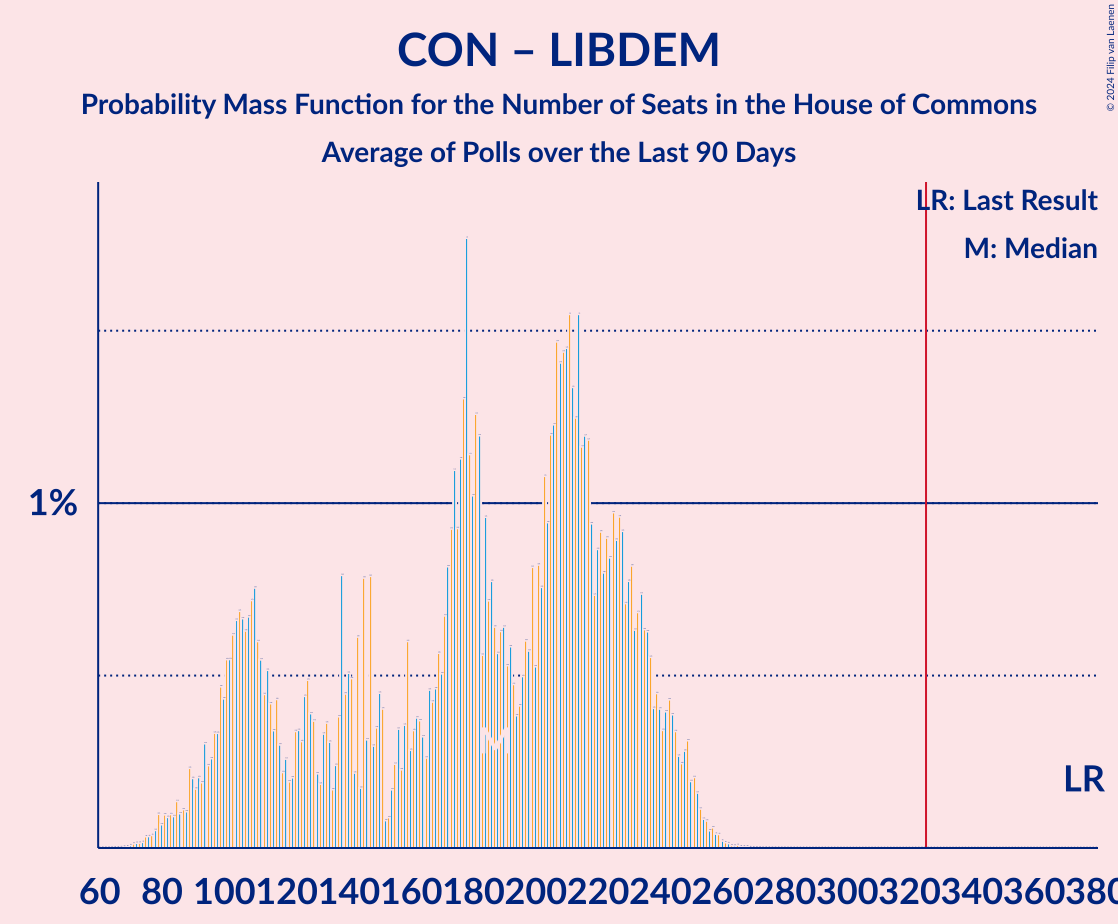 CON – LIBDEM
Probability Mass Function for the Number of Seats in the House of Commons
Average of Polls over the Last 90 Days
© 2024 Filip van Laenen
LR: Last Result
M: Median
1%
M
LR
60 80 100 120 140 160 180 200 220 240 260 280 300 320 340 360 380